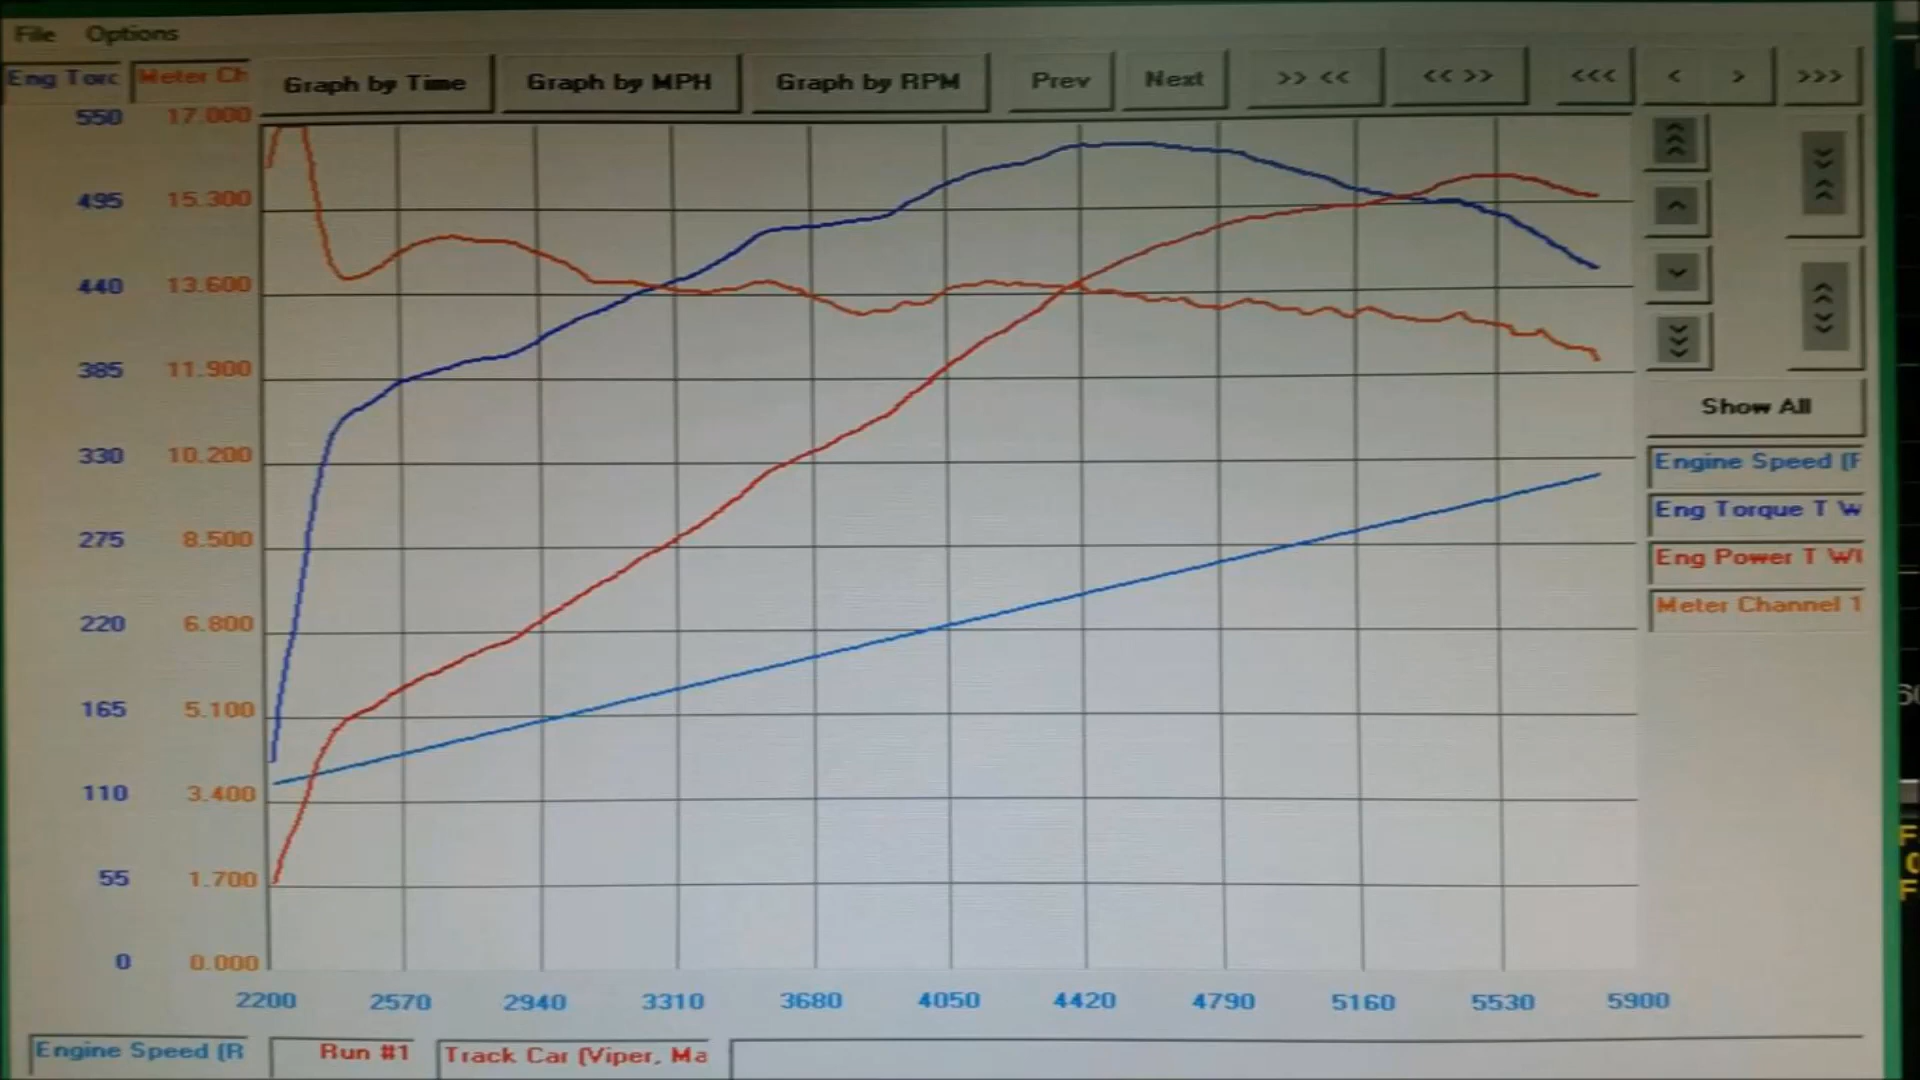 File Options
Eng Torc Meter Ch Graph by Time Graph by MPH Graph by RPM Prev Next >> << << >> <<< < > >>>
550 17.000
495 15.300
440 13.600
385 11.900
330 10.200
275 8.500
220 6.800
165 5.100
110 3.400
55 1.700
0 0.000
2200 2570 2940 3310 3680 4050 4420 4790 5160 5530 5900
Show All
Engine Speed (F
Eng Torque T W
Eng Power T WI
Meter Channel 1
Engine Speed (R Run #1 Track Car (Viper, Ma